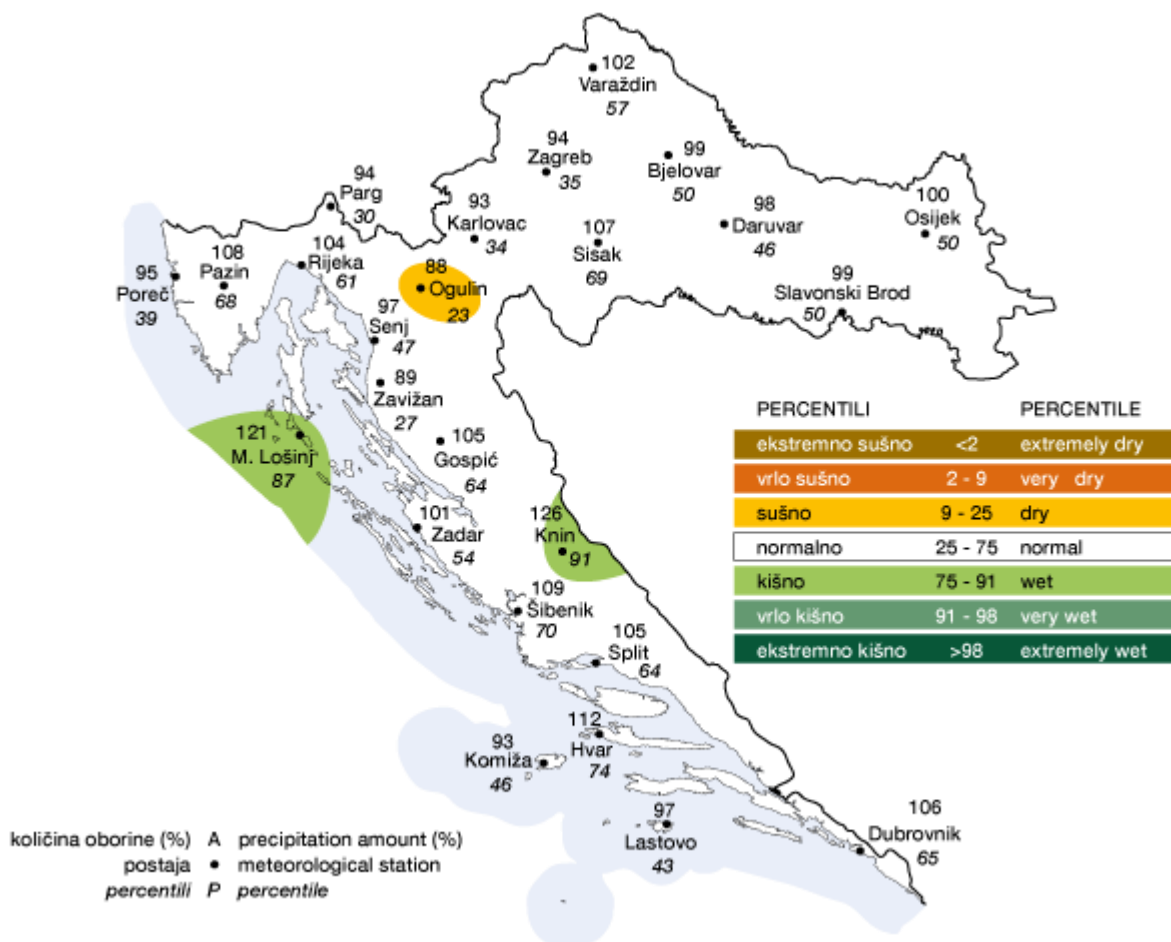 102
Varaždin
57
94
Zagreb
35
99
Bjelovar
50
94
Parg
30
93
Karlovac
34
107
Sisak
69
98
Daruvar
46
100
Osijek
50
108
Pazin
68
104
Rijeka
61
95
Poreč
39
88
Ogulin
23
99
Slavonski Brod
50
97
Senj
47
89
Zavižan
27
121
M. Lošinj
87
105
Gospić
64
101
Zadar
54
126
Knin
91
109
Šibenik
70
105
Split
64
112
Hvar
74
93
Komiža
46
97
Lastovo
43
106
Dubrovnik
65
PERCENTILI PERCENTILE
ekstremno sušno <2 extremely dry
vrlo sušno 2 - 9 very dry
sušno 9 - 25 dry
normalno 25 - 75 normal
kišno 75 - 91 wet
vrlo kišno 91 - 98 very wet
ekstremno kišno >98 extremely wet
količina oborine (%) A precipitation amount (%)
postaja • meteorological station
percentili P percentile